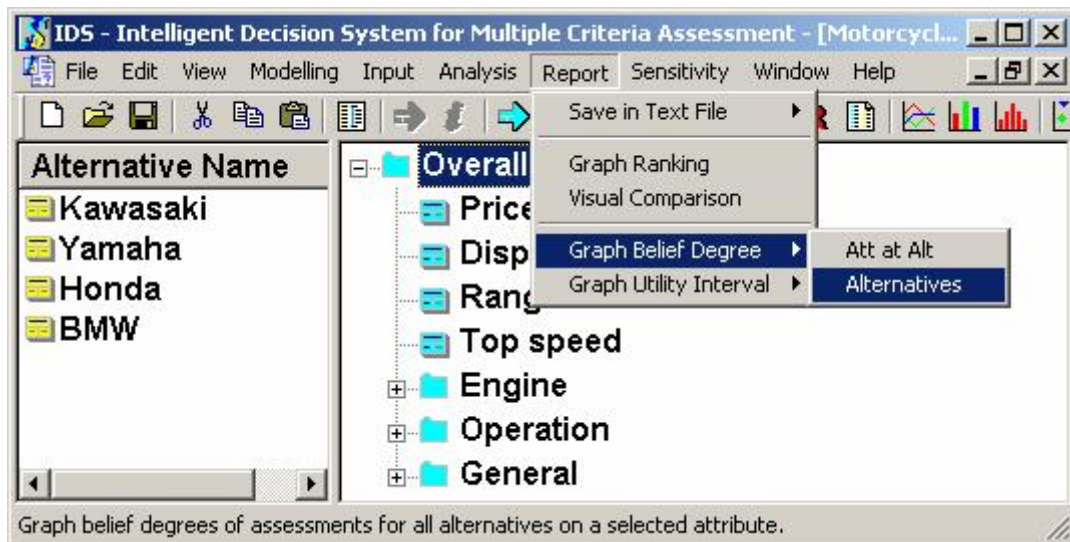 IDS - Intelligent Decision System for Multiple Criteria Assessment - [Motorcycl...
File Edit View Modelling Input Analysis Report Sensitivity Window Help
Save in Text File
Graph Ranking
Visual Comparison
Graph Belief Degree
Graph Utility Interval
Att at Alt
Alternatives
Alternative Name
Kawasaki
Yamaha
Honda
BMW
Overall
Price
Disp
Rang
Top speed
Engine
Operation
General
Graph belief degrees of assessments for all alternatives on a selected attribute.